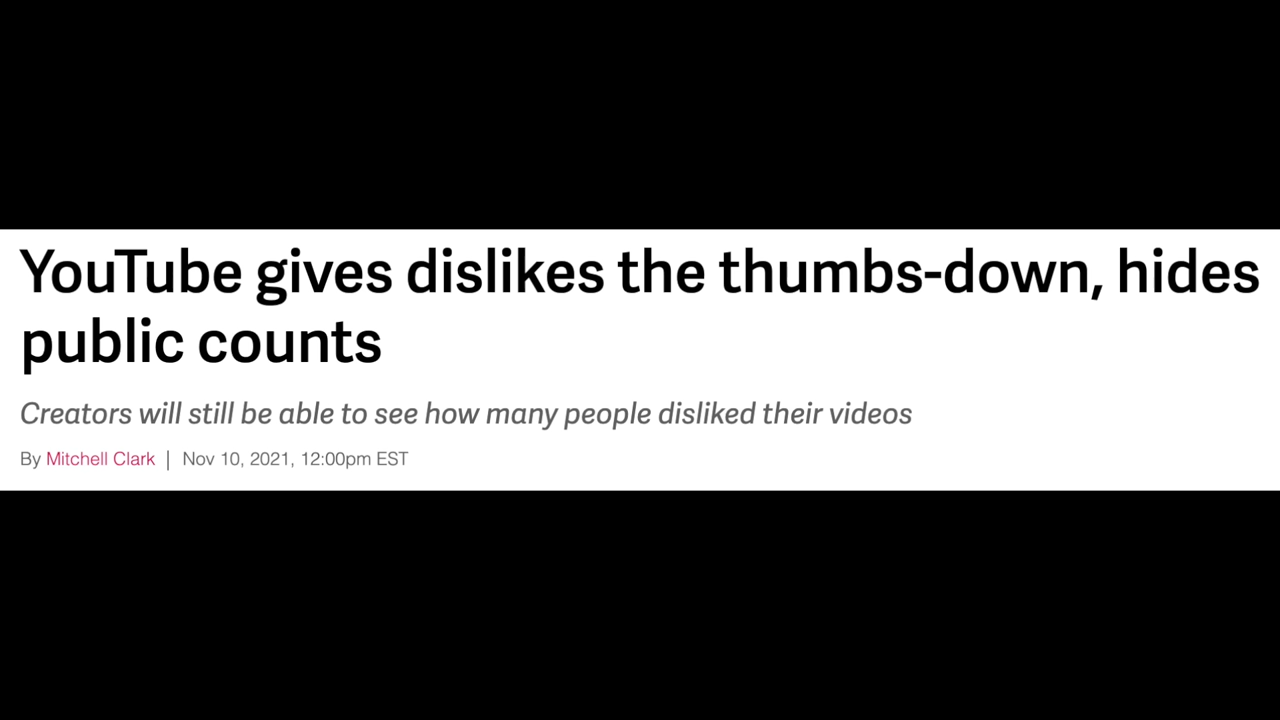 YouTube gives dislikes the thumbs-down, hides
public counts
Creators will still be able to see how many people disliked their videos
By Mitchell Clark | Nov 10, 2021, 12:00pm EST